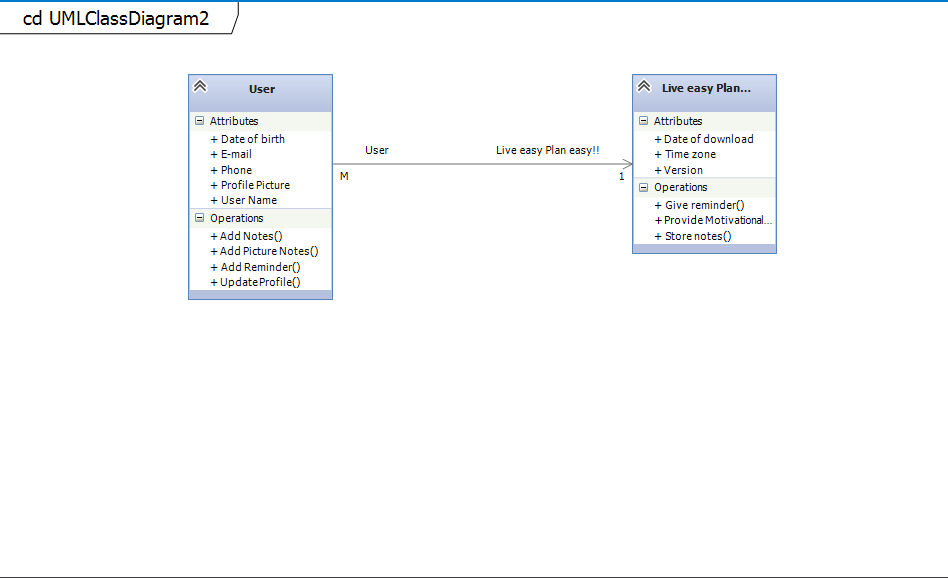 cd UMLClassDiagram2
User
Attributes
+ Date of birth
+ E-mail
+ Phone
+ Profile Picture
+ User Name
Operations
+ Add Notes()
+ Add Picture Notes()
+ Add Reminder()
+ UpdateProfile()
User
Live easy Plan easy!!
M
1
Live easy Plan...
Attributes
+ Date of download
+ Time zone
+ Version
Operations
+ Give reminder()
+ Provide Motivational...
+ Store notes()